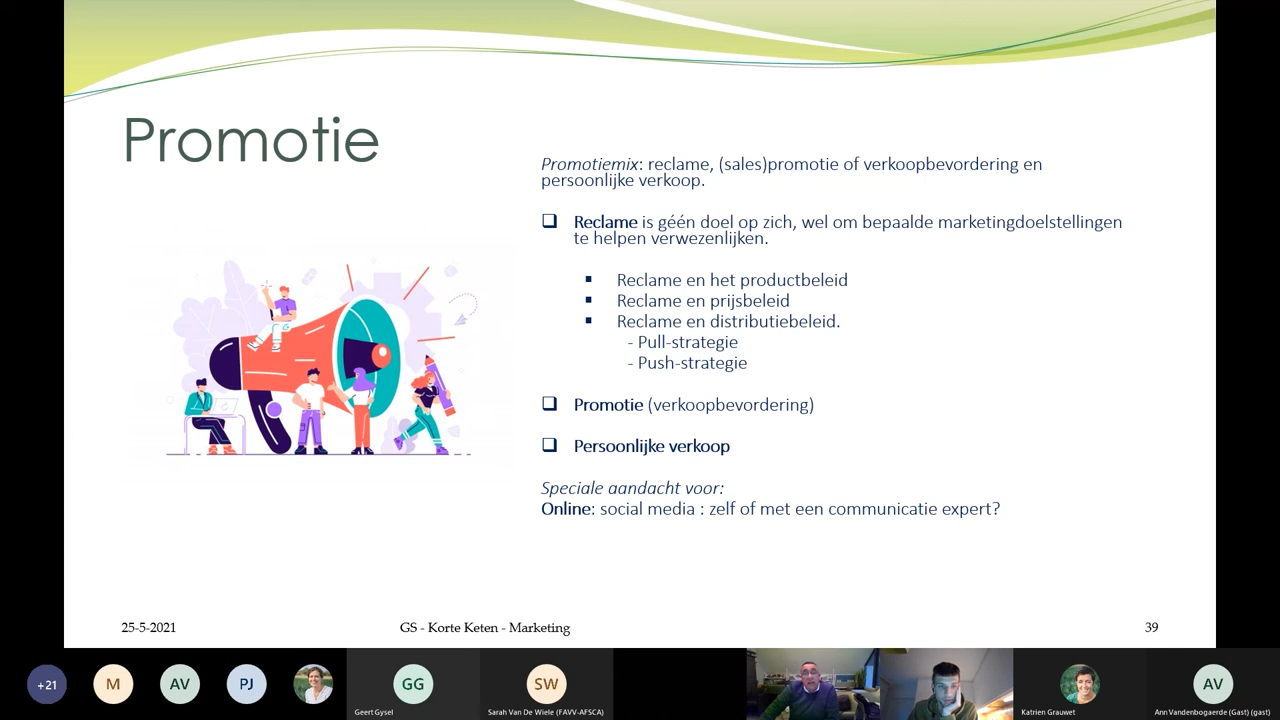 Promotie
Promotiemix: reclame, (sales)promotie of verkoopbevordering en
persoonlijke verkoop.
❑ Reclame is géén doel op zich, wel om bepaalde marketingdoelstellingen
te helpen verwezenlijken.
▪ Reclame en het productbeleid
▪ Reclame en prijsbeleid
▪ Reclame en distributiebeleid.
- Pull-strategie
- Push-strategie
❑ Promotie (verkoopbevordering)
❑ Persoonlijke verkoop
Speciale aandacht voor:
Online: social media : zelf of met een communicatie expert?
25-5-2021 GS - Korte Keten - Marketing 39
+21 M AV PJ GG SW AV
Geert Gysel Sarah Van De Wiele (FAVV-AFSCA) Katrien Grauwet Ann Vandenbogaerde (Gast) (gast)